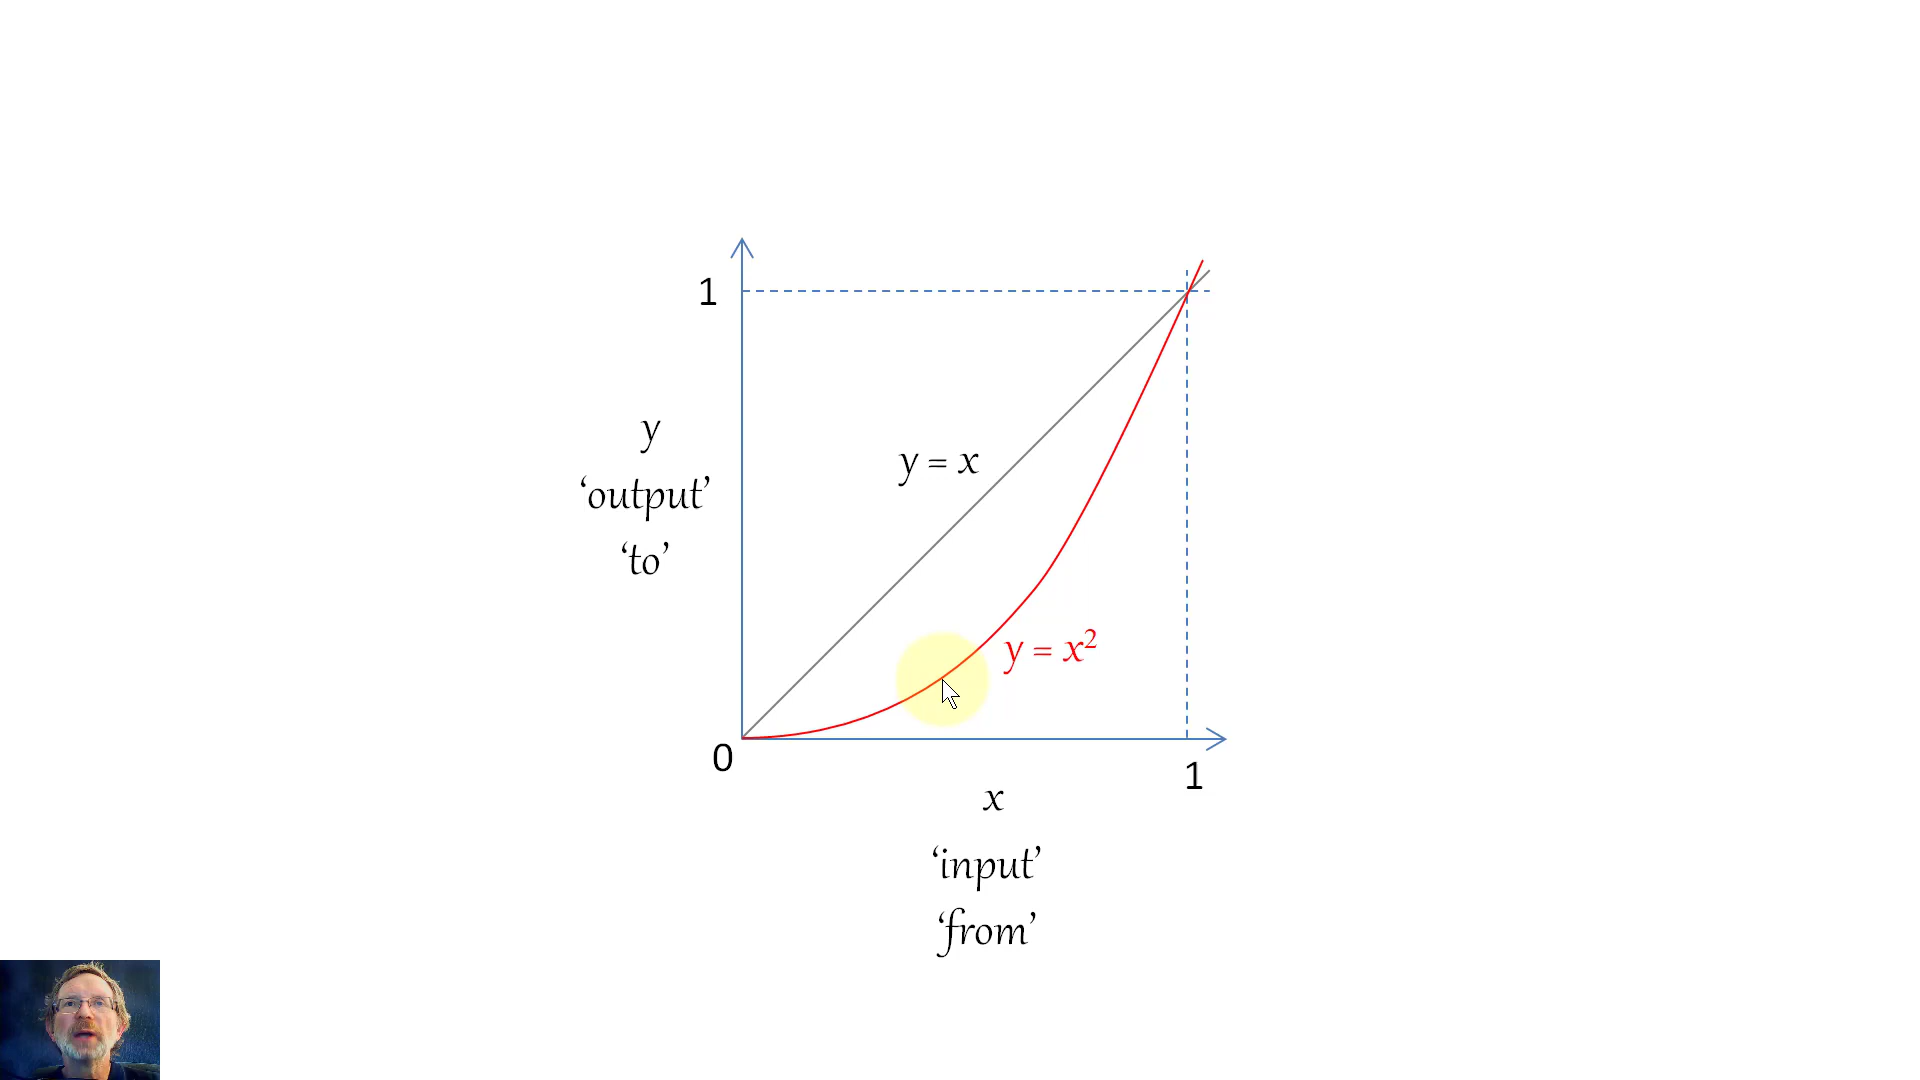 1
y
‘output’
‘to’
y = x
y = x²
0
1
x
‘input’
‘from’